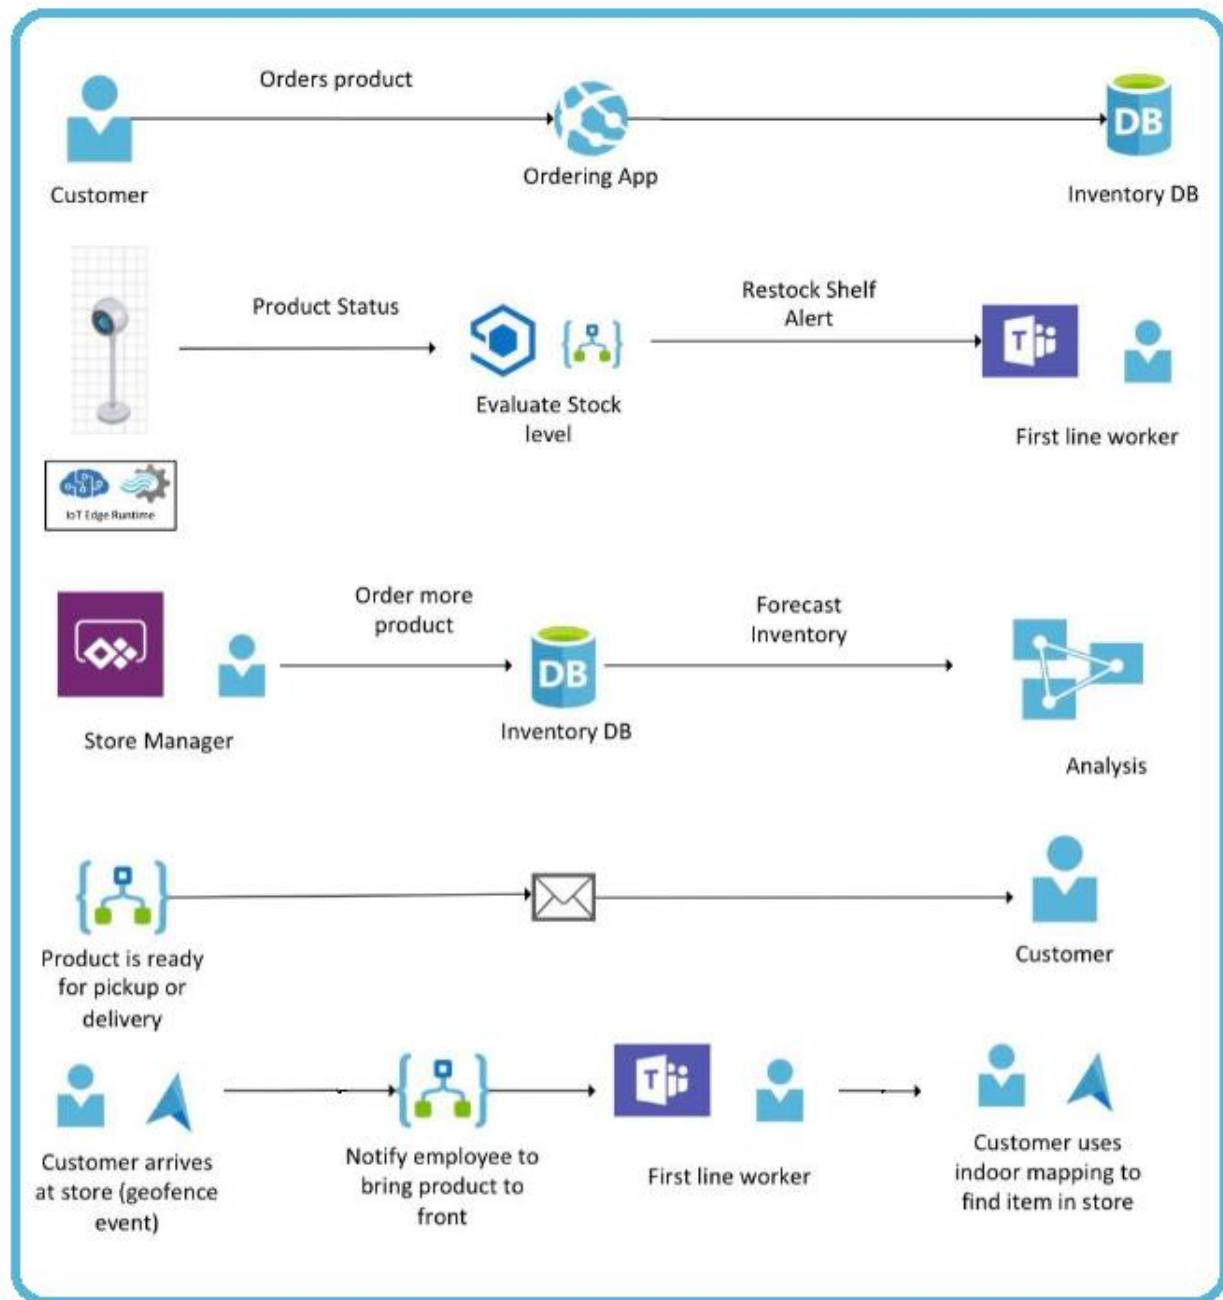 Orders product
Customer
Ordering App
DB
Inventory DB
Product Status
Restock Shelf
Alert
T
Evaluate Stock
level
First line worker
IoT Edge Runtime
Order more
product
Forecast
Inventory
DB
Store Manager
Inventory DB
Analysis
Product is ready
for pickup or
delivery
Customer
T
Customer arrives
at store (geofence
event)
Notify employee to
bring product to
front
First line worker
Customer uses
indoor mapping to
find item in store